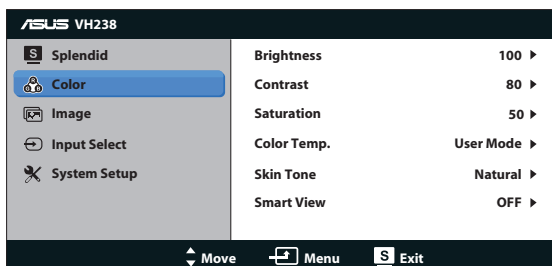 ASUS VH238
S Splendid
Color
Image
Input Select
System Setup
Brightness 100
Contrast 80
Saturation 50
Color Temp. User Mode
Skin Tone Natural
Smart View OFF
Move Menu S Exit